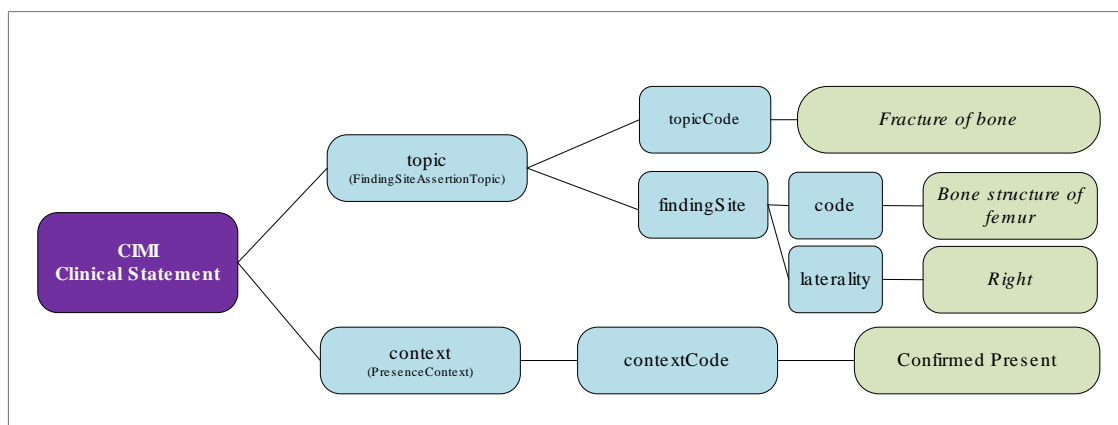 CIMI
Clinical Statement
topic
(FindingSiteAssertionTopic)
topicCode
Fracture of bone
findingSite
code
Bone structure of
femur
laterality
Right
context
(PresenceContext)
contextCode
Confirmed Present